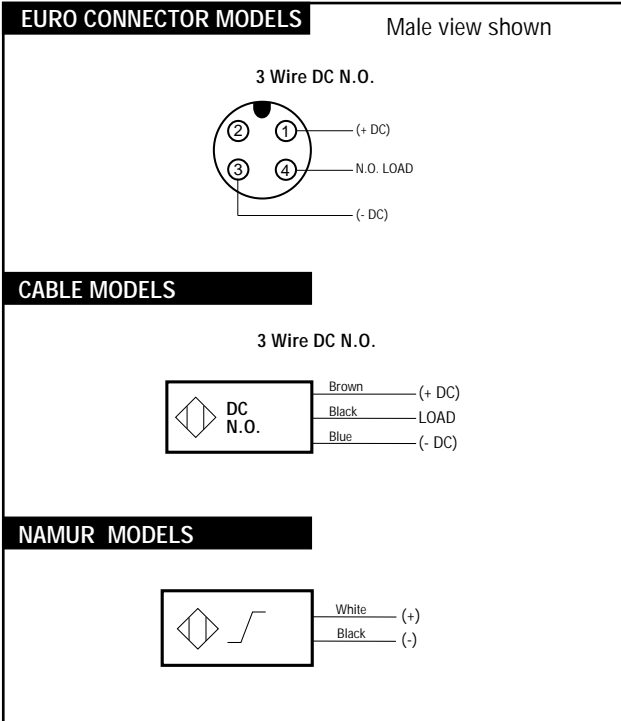 EURO CONNECTOR MODELS
Male view shown
3 Wire DC N.O.
2 1 (+ DC)
3 4 N.O. LOAD
(- DC)
CABLE MODELS
3 Wire DC N.O.
DC
N.O.
Brown (+ DC)
Black LOAD
Blue (- DC)
NAMUR MODELS
White (+)
Black (-)